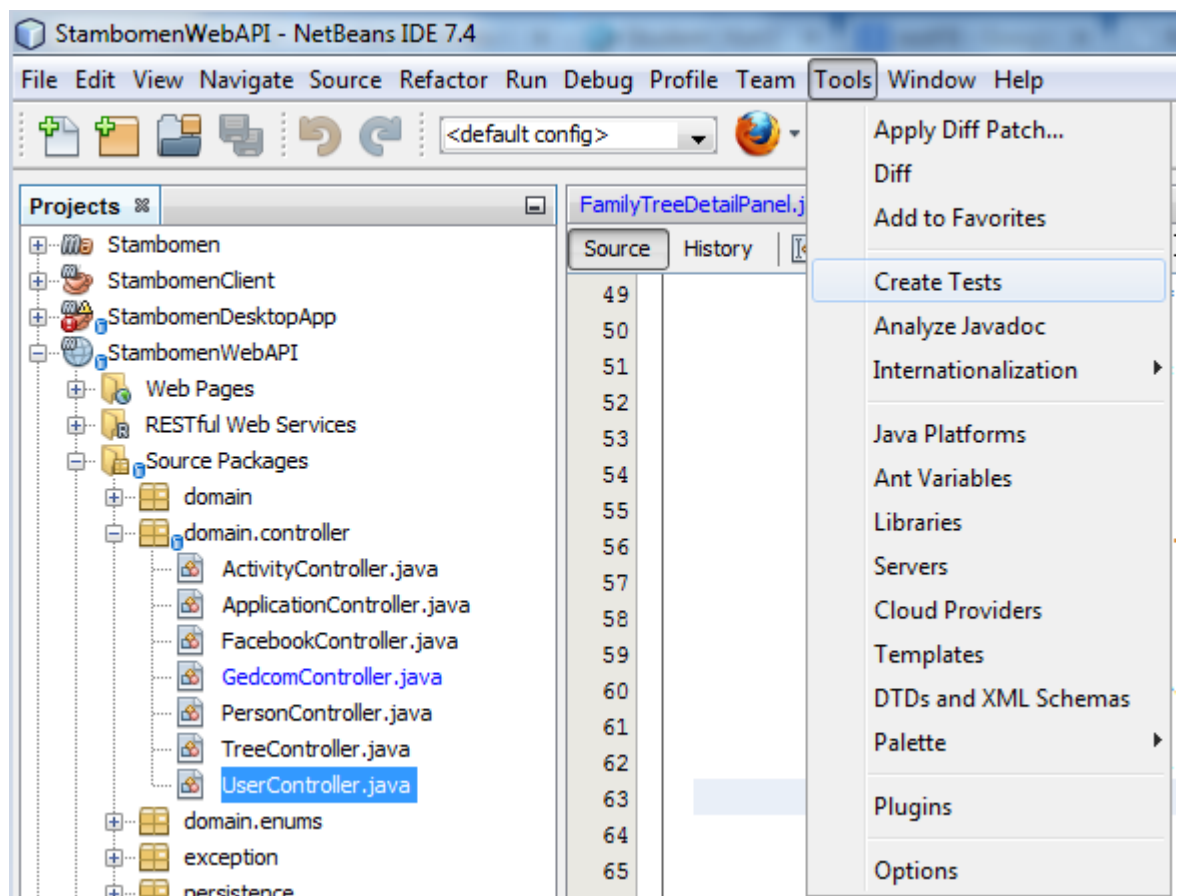 StambomenWebAPI - NetBeans IDE 7.4
File Edit View Navigate Source Refactor Run Debug Profile Team Tools Window Help
<default config>
Projects
Stambomen
StambomenClient
StambomenDesktopApp
StambomenWebAPI
Web Pages
RESTful Web Services
Source Packages
domain
domain.controller
ActivityController.java
ApplicationController.java
FacebookController.java
GedcomController.java
PersonController.java
TreeController.java
UserController.java
domain.enums
exception
persistence
FamilyTreeDetailPanel.j
Source History
49
50
51
52
53
54
55
56
57
58
59
60
61
62
63
64
65
Apply Diff Patch...
Diff
Add to Favorites
Create Tests
Analyze Javadoc
Internationalization
Java Platforms
Ant Variables
Libraries
Servers
Cloud Providers
Templates
DTDs and XML Schemas
Palette
Plugins
Options